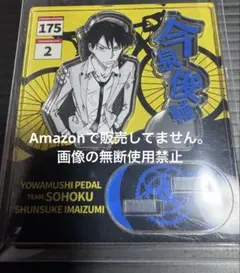 175
2
今泉俊輔
Amazonで販売してません。
画像の無断使用禁止
YOWAMUSHI PEDAL
TEAM SOHOKU
SHUNSUKE IMAIZUMI